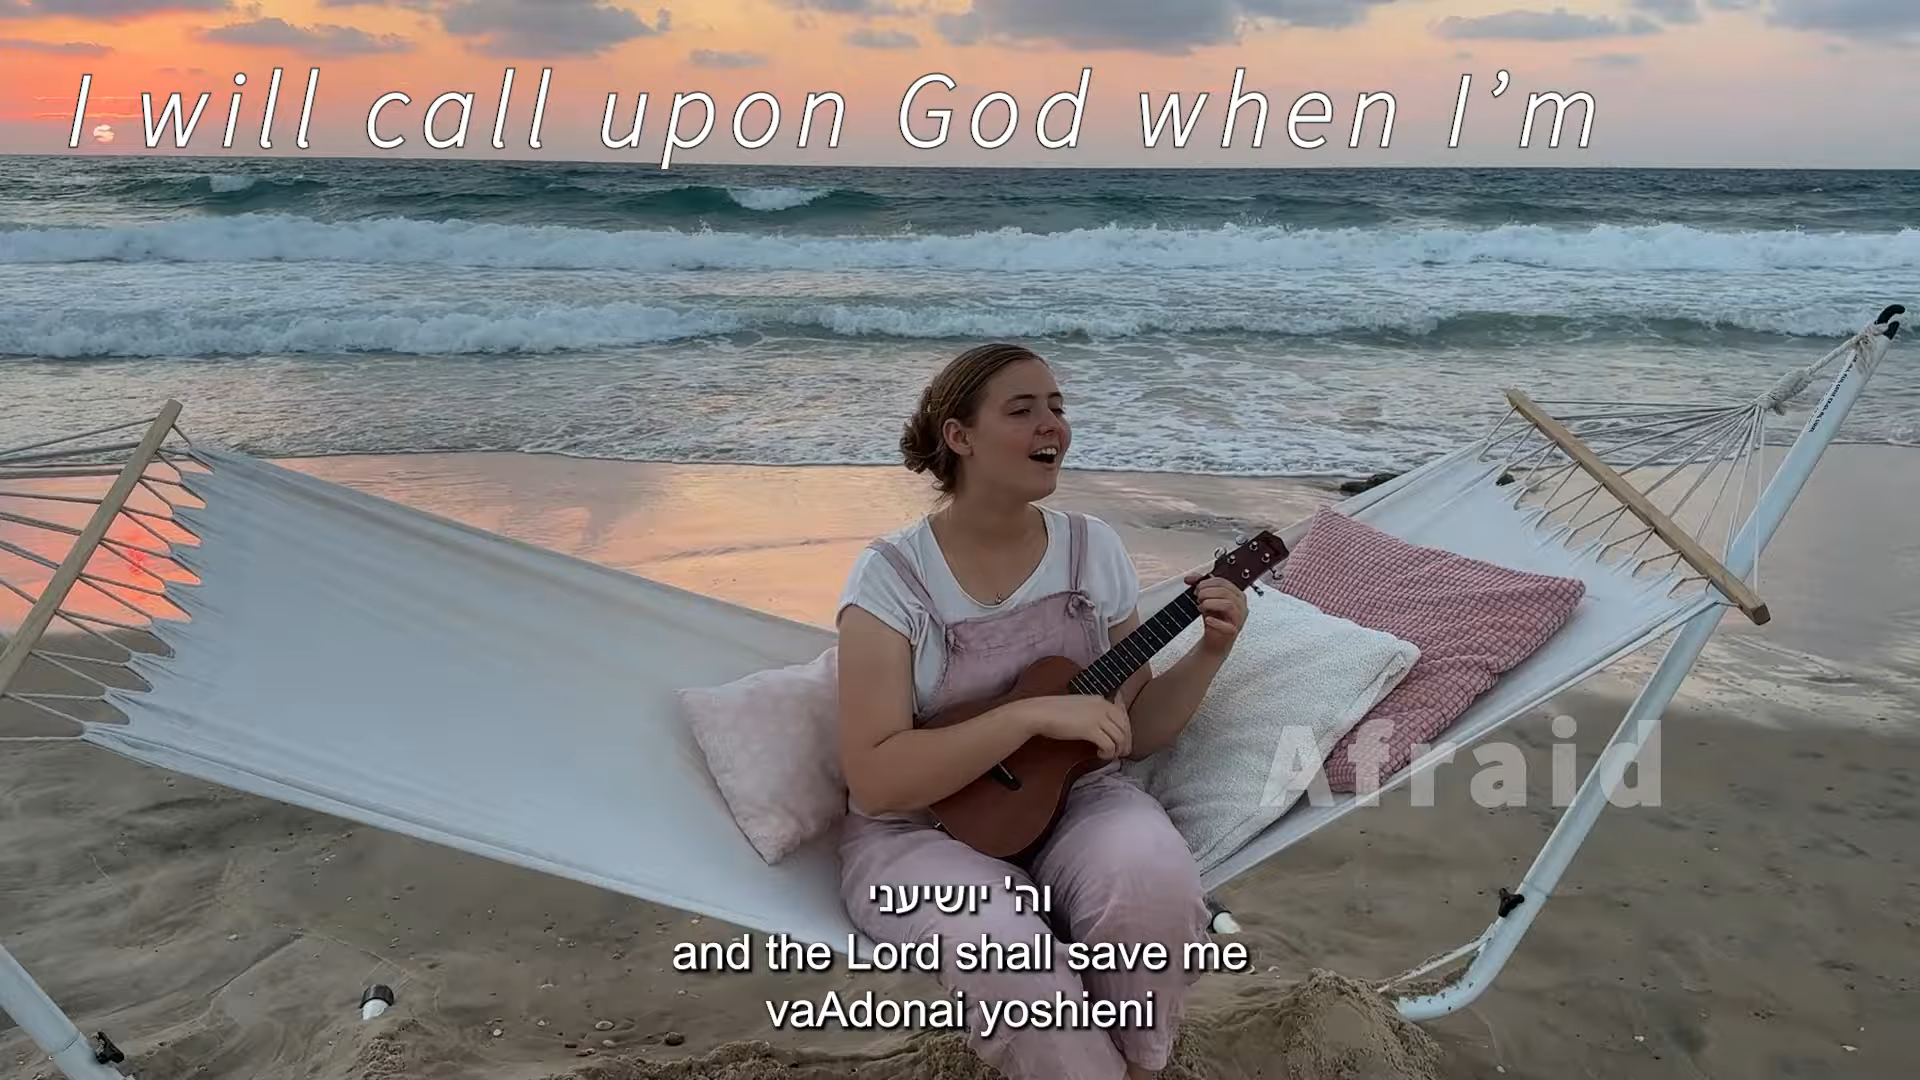 I will call upon God when I’m
Afraid
וה' יושיעני
and the Lord shall save me
vaAdonai yoshieni